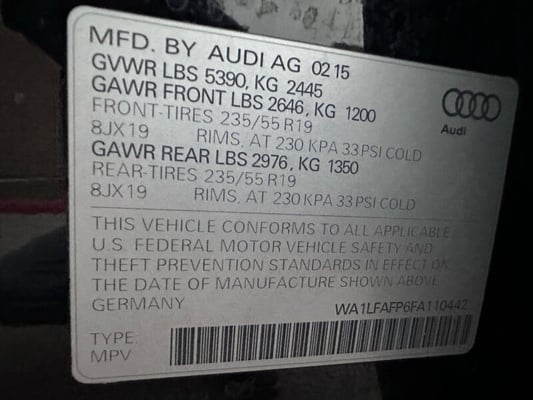 MFD. BY AUDI AG 02 15
GVWR LBS 5390, KG 2445
GAWR FRONT LBS 2646, KG 1200
FRONT-TIRES 235/55 R19
8JX19 RIMS, AT 230 KPA 33 PSI COLD
GAWR REAR LBS 2976, KG 1350
REAR-TIRES 235/55 R19
8JX19 RIMS, AT 230 KPA 33 PSI COLD
Audi
THIS VEHICLE CONFORMS TO ALL APPLICABLE
U.S. FEDERAL MOTOR VEHICLE SAFETY AND
THEFT PREVENTION STANDARDS IN EFFECT ON
THE DATE OF MANUFACTURE SHOWN ABOVE
GERMANY WA1LFAFP6FA110442
TYPE:
MPV